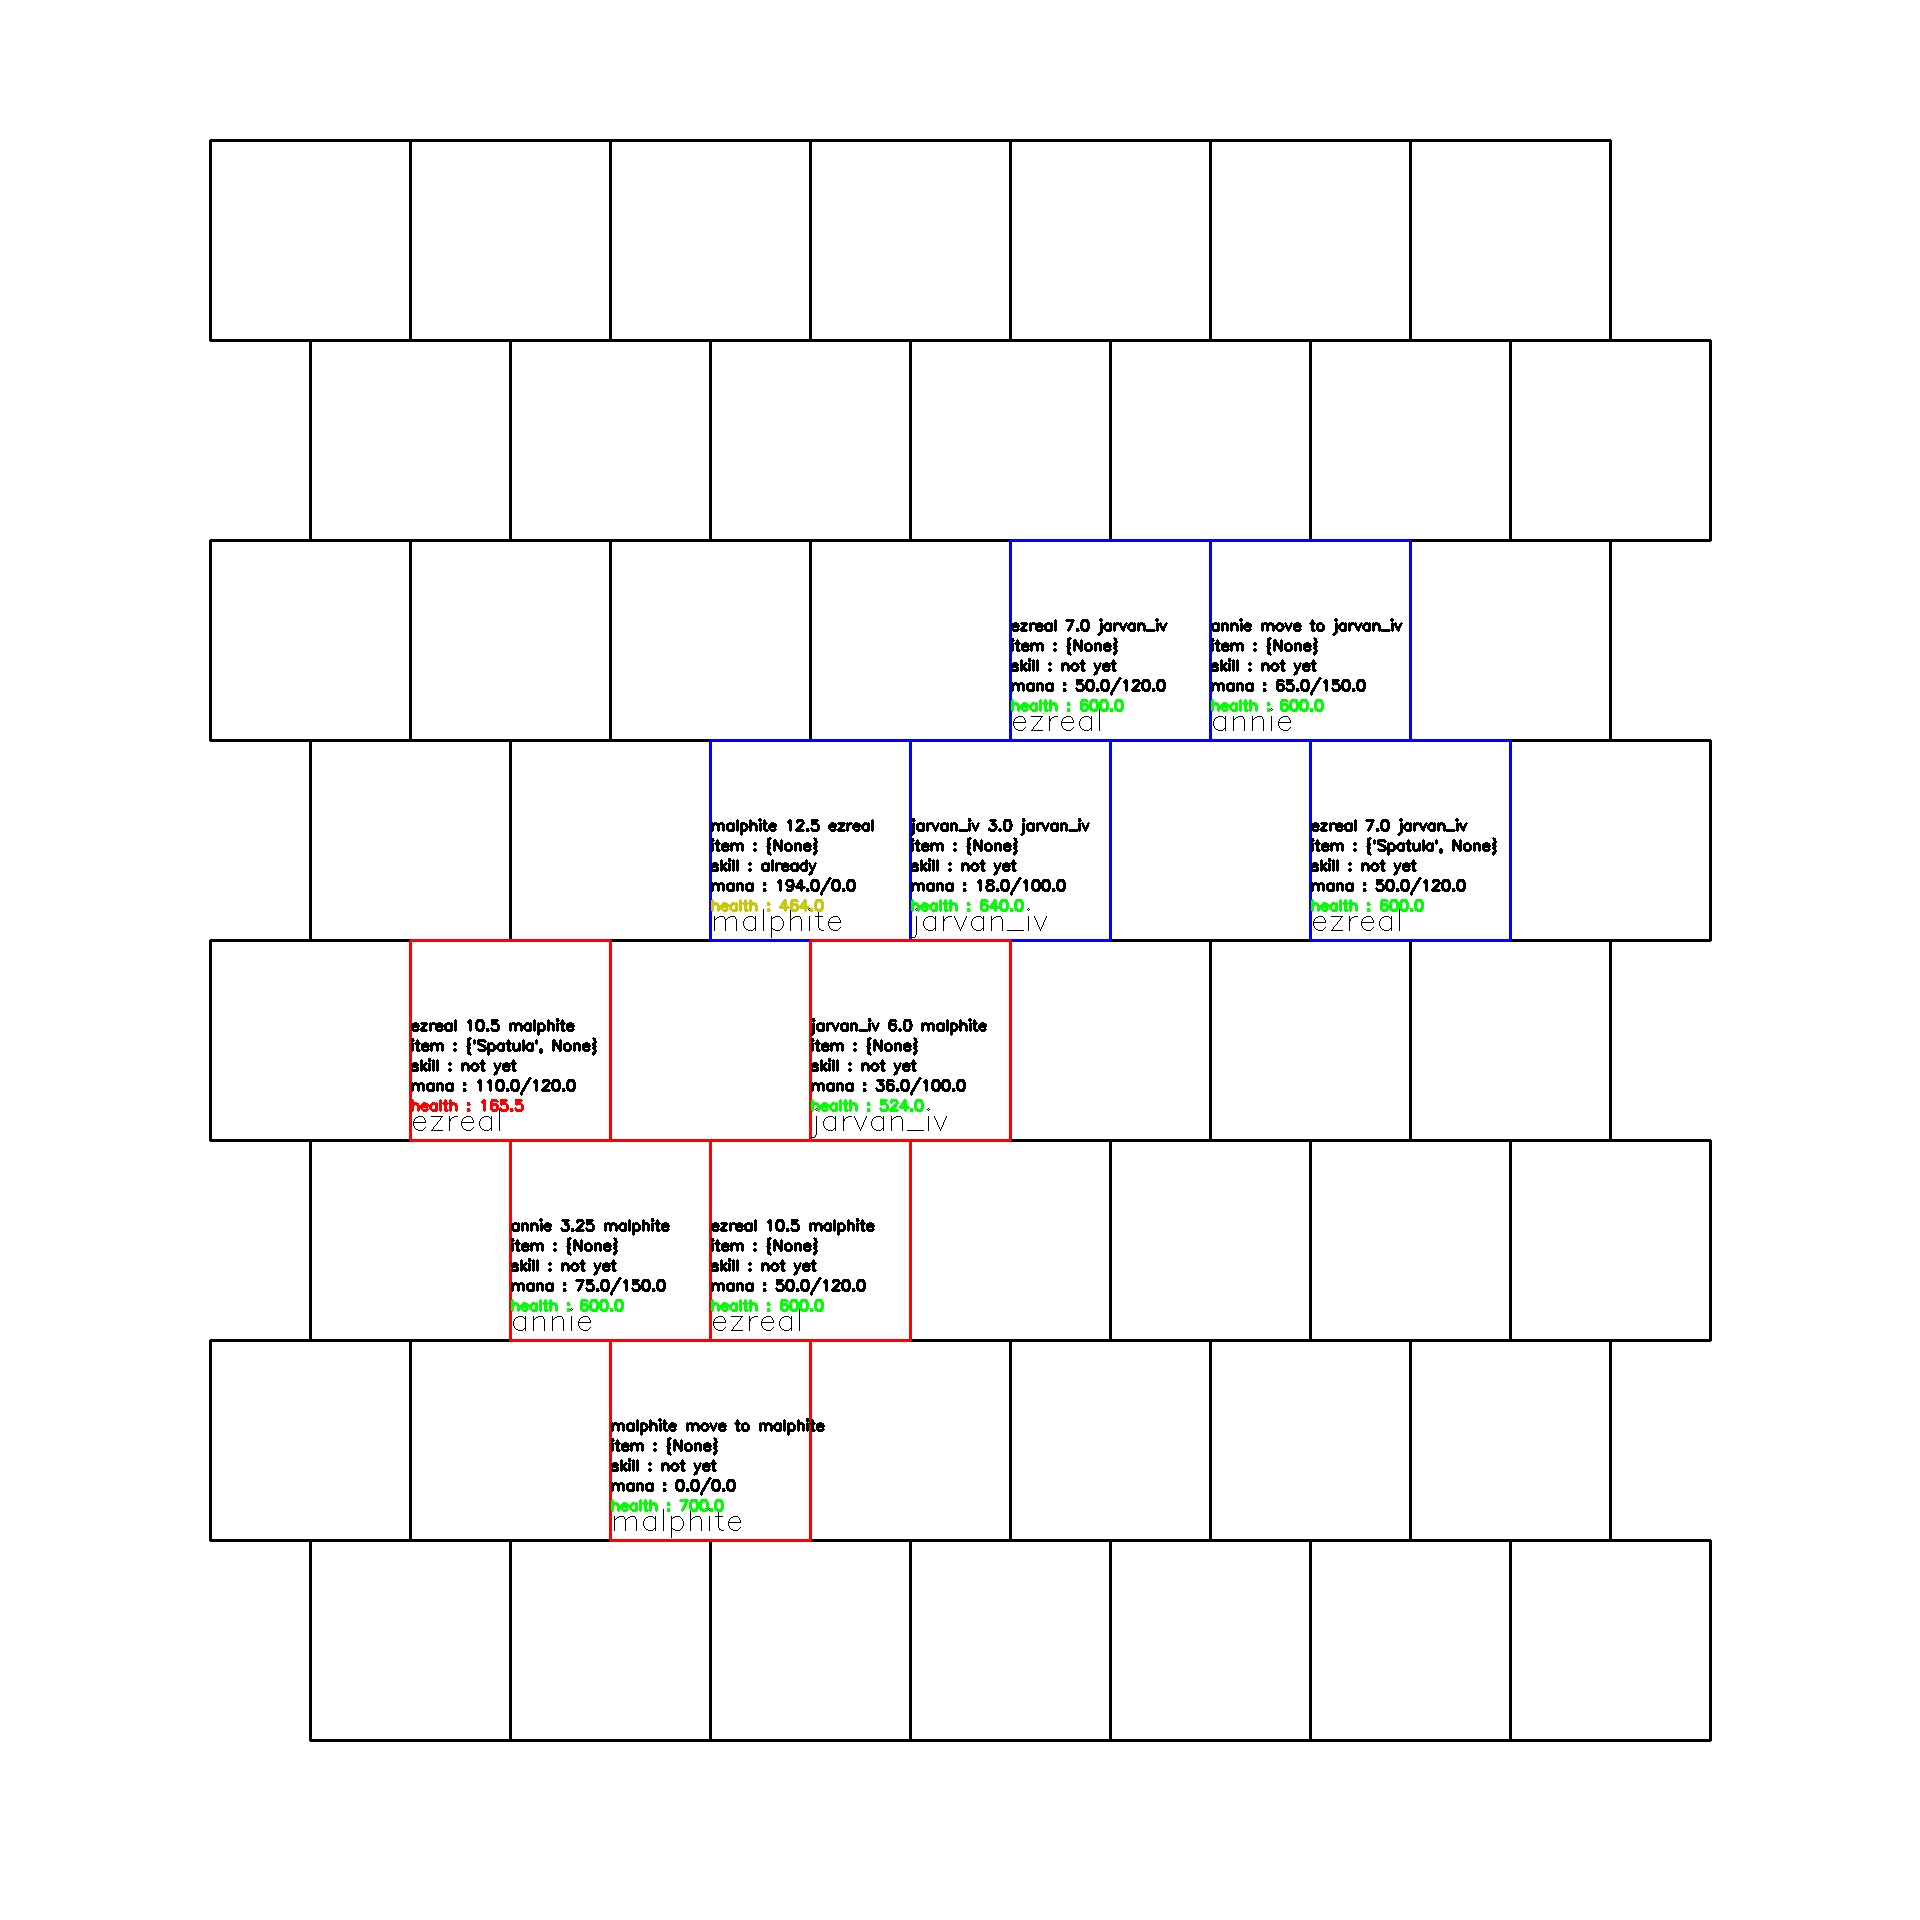 ezreal 7.0 jarvan_iv
item : {None}
skill : not yet
mana : 50.0/120.0
health : 600.0
ezreal
annie move to jarvan_iv
item : {None}
skill : not yet
mana : 65.0/150.0
health : 600.0
annie
malphite 12.5 ezreal
item : {None}
skill : already
mana : 194.0/0.0
health : 464.0
malphite
jarvan_iv 3.0 jarvan_iv
item : {None}
skill : not yet
mana : 18.0/100.0
health : 640.0
jarvan_iv
ezreal 7.0 jarvan_iv
item : {'Spatula', None}
skill : not yet
mana : 50.0/120.0
health : 600.0
ezreal
ezreal 10.5 malphite
item : {'Spatula', None}
skill : not yet
mana : 110.0/120.0
health : 165.5
ezreal
jarvan_iv 6.0 malphite
item : {None}
skill : not yet
mana : 36.0/100.0
health : 524.0
jarvan_iv
annie 3.25 malphite
item : {None}
skill : not yet
mana : 75.0/150.0
health : 600.0
annie
ezreal 10.5 malphite
item : {None}
skill : not yet
mana : 50.0/120.0
health : 600.0
ezreal
malphite move to malphite
item : {None}
skill : not yet
mana : 0.0/0.0
health : 700.0
malphite